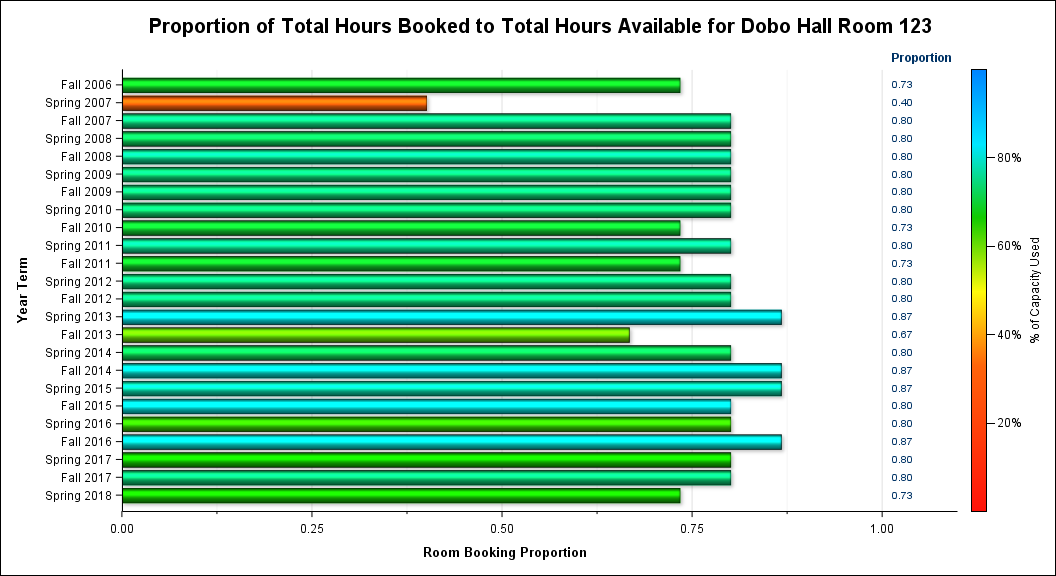 Proportion of Total Hours Booked to Total Hours Available for Dobo Hall Room 123
Proportion
Fall 2006 0.73
Spring 2007 0.40
Fall 2007 0.80
Spring 2008 0.80
Fall 2008 0.80
Spring 2009 0.80
Fall 2009 0.80
Spring 2010 0.80
Fall 2010 0.73
Spring 2011 0.80
Fall 2011 0.73
Spring 2012 0.80
Fall 2012 0.80
Spring 2013 0.87
Fall 2013 0.67
Spring 2014 0.80
Fall 2014 0.87
Spring 2015 0.87
Fall 2015 0.80
Spring 2016 0.80
Fall 2016 0.87
Spring 2017 0.80
Fall 2017 0.80
Spring 2018 0.73
Year Term
0.00 0.25 0.50 0.75 1.00
Room Booking Proportion
80%
60%
40%
20%
% of Capacity Used